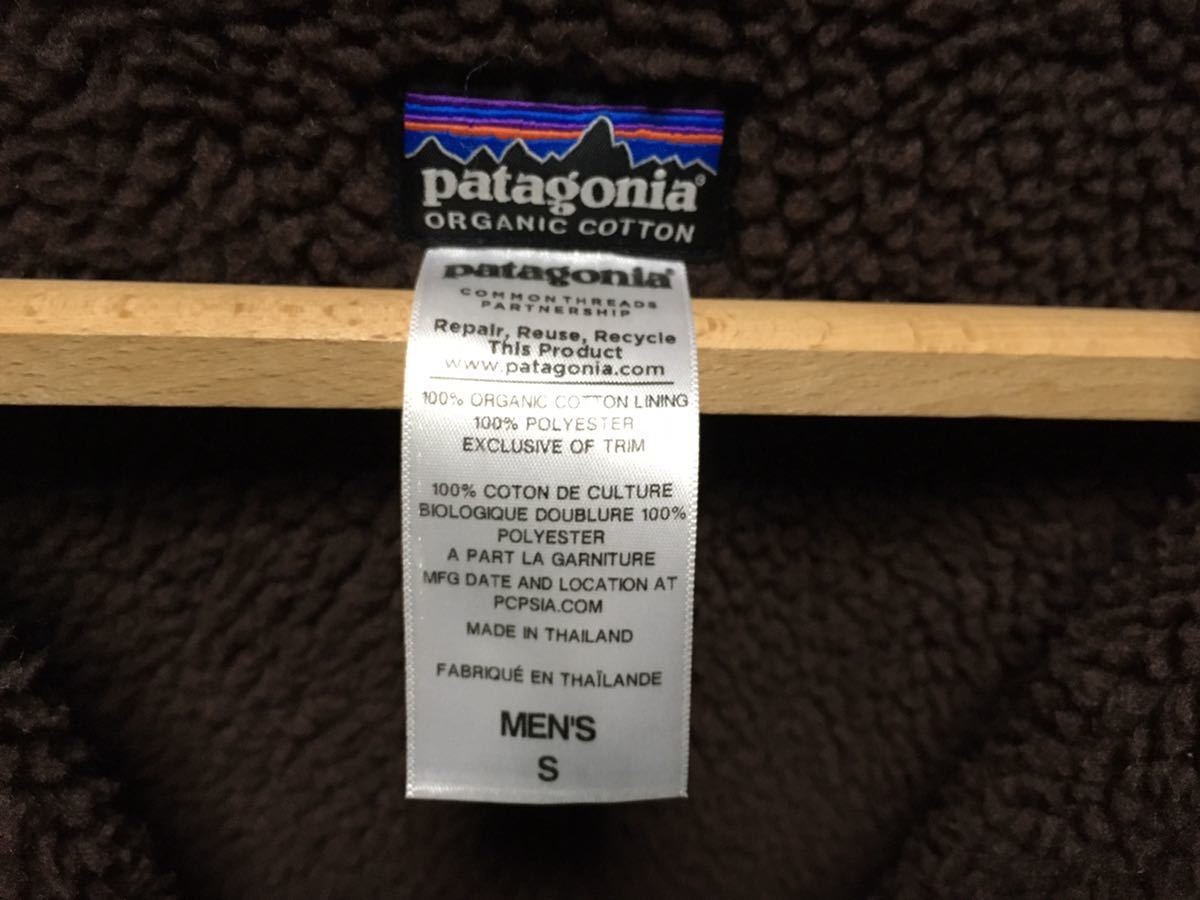 patagonia®
ORGANIC COTTON
patagonia®
COMMON THREADS
PARTNERSHIP
Repair, Reuse, Recycle
This Product
www.patagonia.com
100% ORGANIC COTTON LINING
100% POLYESTER
EXCLUSIVE OF TRIM
100% COTON DE CULTURE
BIOLOGIQUE DOUBLURE 100%
POLYESTER
A PART LA GARNITURE
MFG DATE AND LOCATION AT
PCPSIA.COM
MADE IN THAILAND
FABRIQUÉ EN THAÏLANDE
MEN'S
S